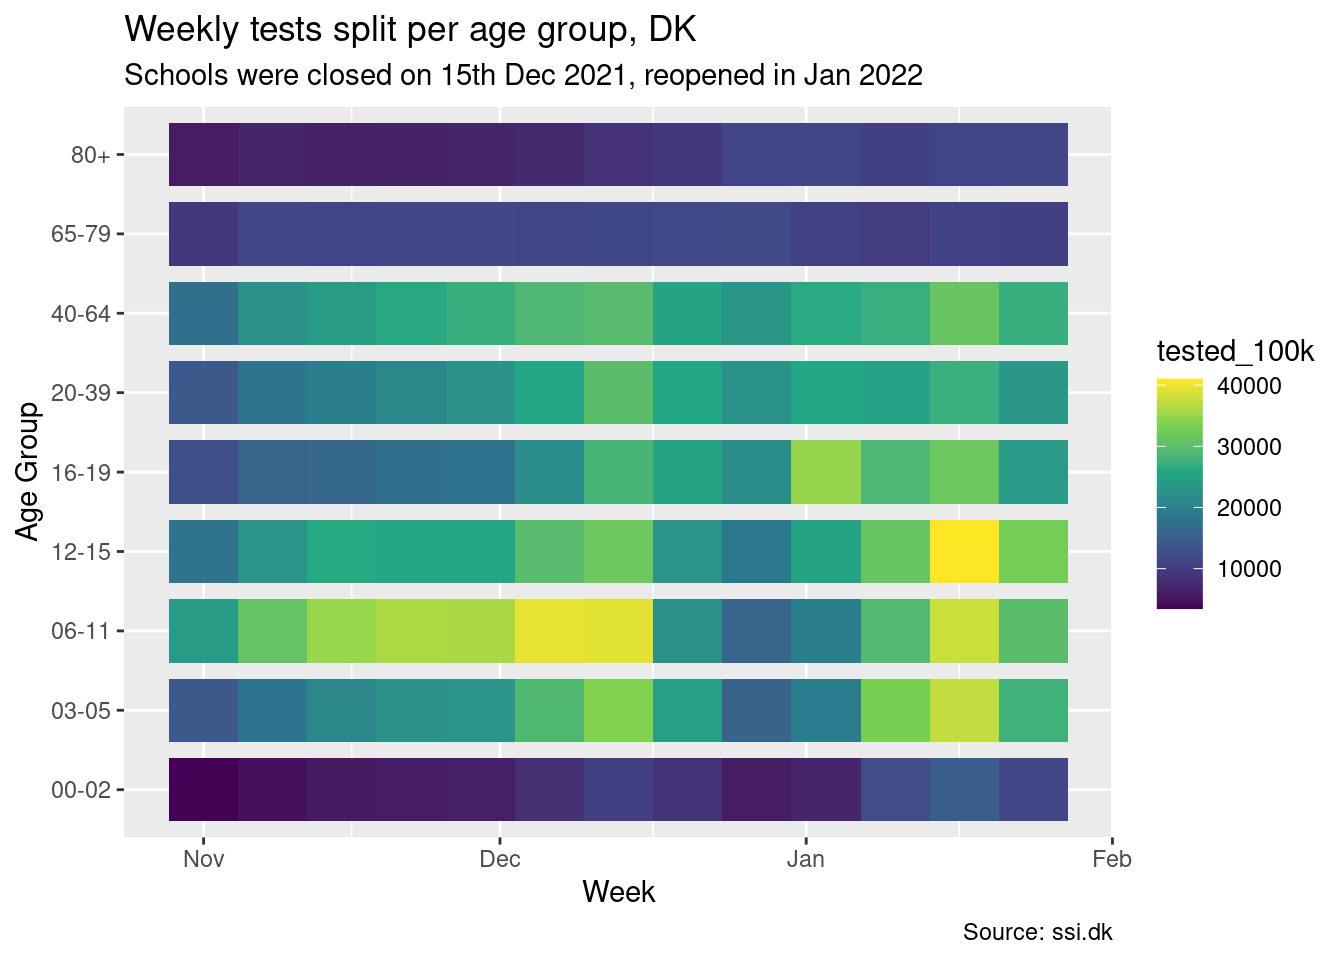 Weekly tests split per age group, DK
Schools were closed on 15th Dec 2021, reopened in Jan 2022
Age Group
80+
65-79
40-64
20-39
16-19
12-15
06-11
03-05
00-02
Nov Dec Jan Feb
Week
tested_100k
40000
30000
20000
10000
Source: ssi.dk